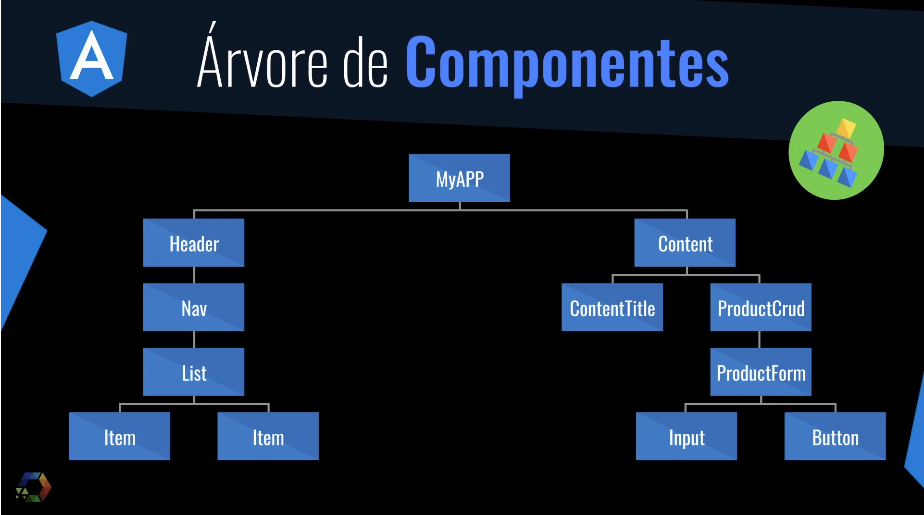 A
Árvore de Componentes
MyAPP
Header
Content
Nav
ContentTitle
ProductCrud
List
ProductForm
Item
Item
Input
Button